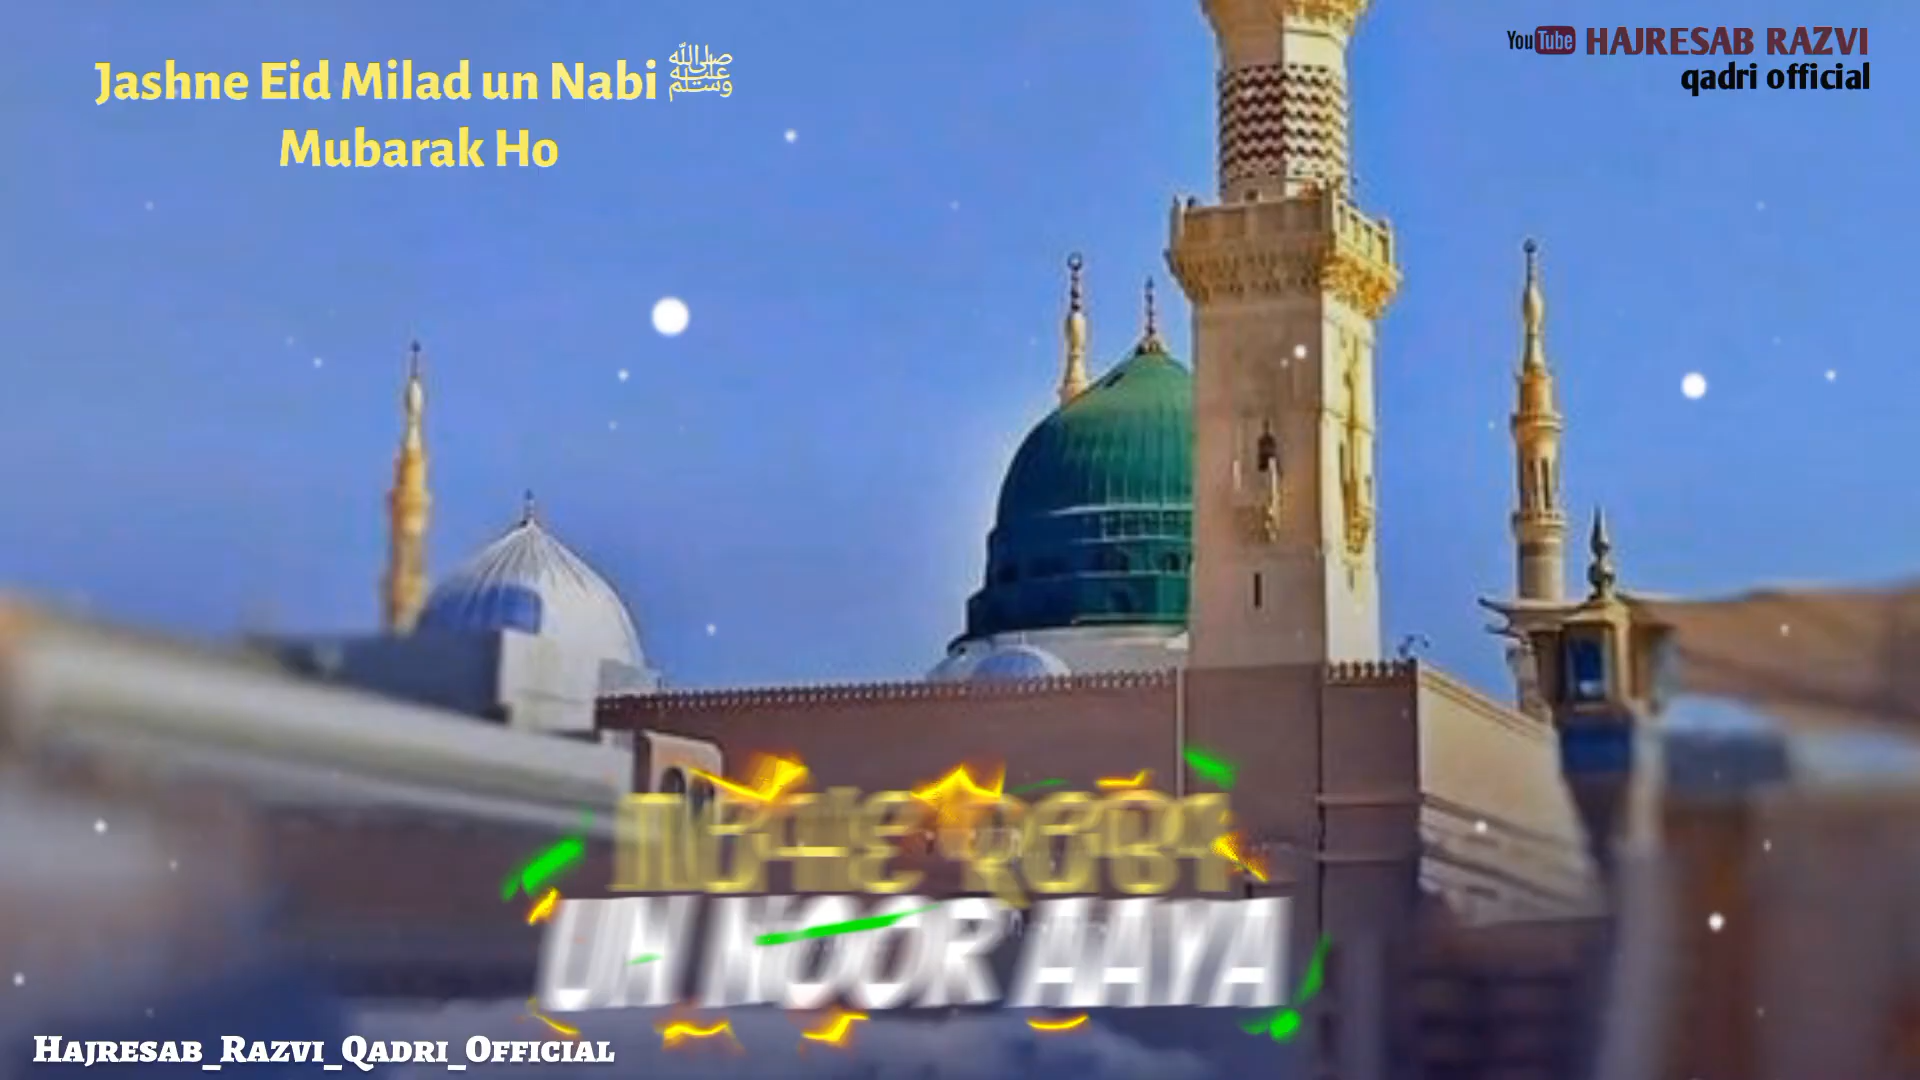 Jashne Eid Milad un Nabi ﷺ
Mubarak Ho
YouTube HAJRESAB RAZVI
qadri official
UN NOOR AAYA
Hajresab_Razvi_Qadri_Official